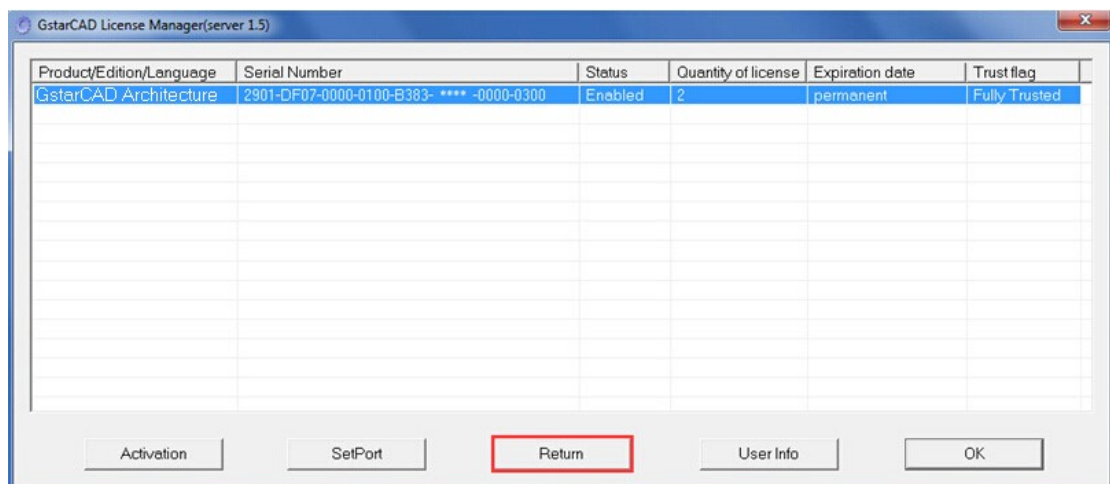 GstarCAD License Manager(server 1.5)
Product/Edition/Language Serial Number Status Quantity of license Expiration date Trust flag
GstarCAD Architecture 2901-DF07-0000-0100-B383- **** -0000-0300 Enabled 2 permanent Fully Trusted
Activation SetPort Return User Info OK